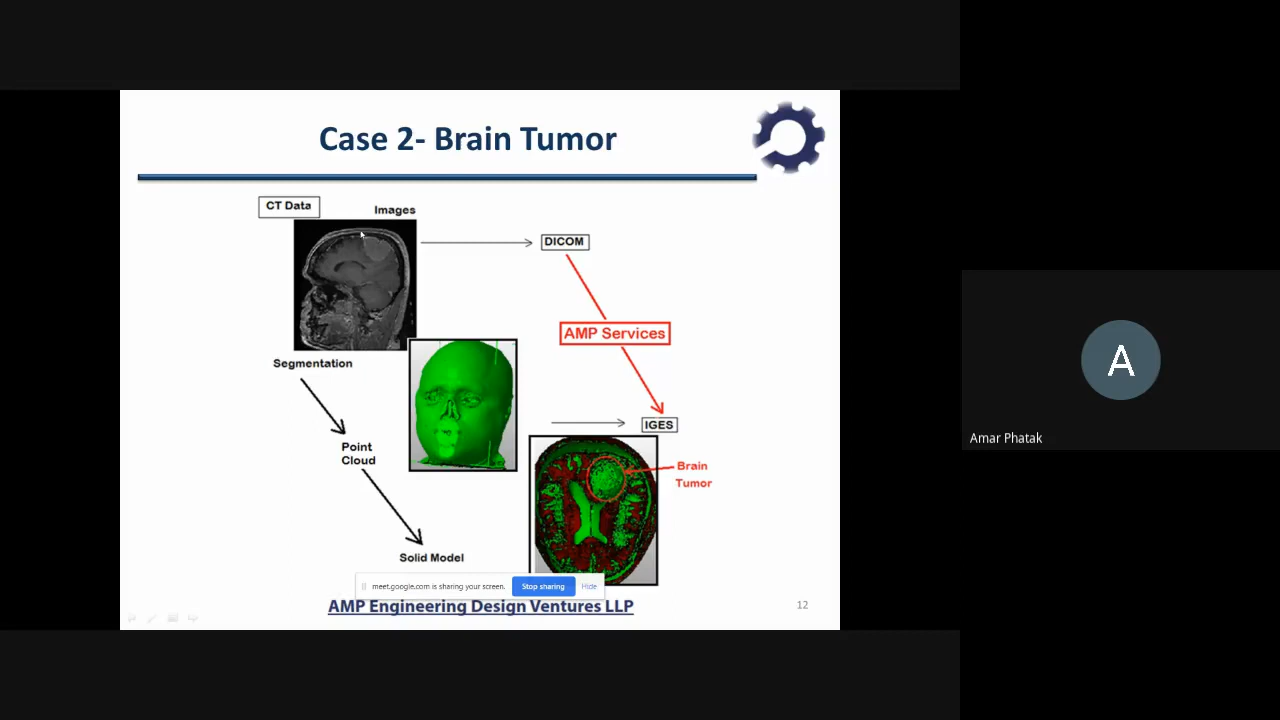 Case 2- Brain Tumor
CT Data
Images
DICOM
AMP Services
Segmentation
Point
Cloud
IGES
Brain
Tumor
Solid Model
meet.google.com is sharing your screen.
Stop sharing
Hide
AMP Engineering Design Ventures LLP
12
A
Amar Phatak